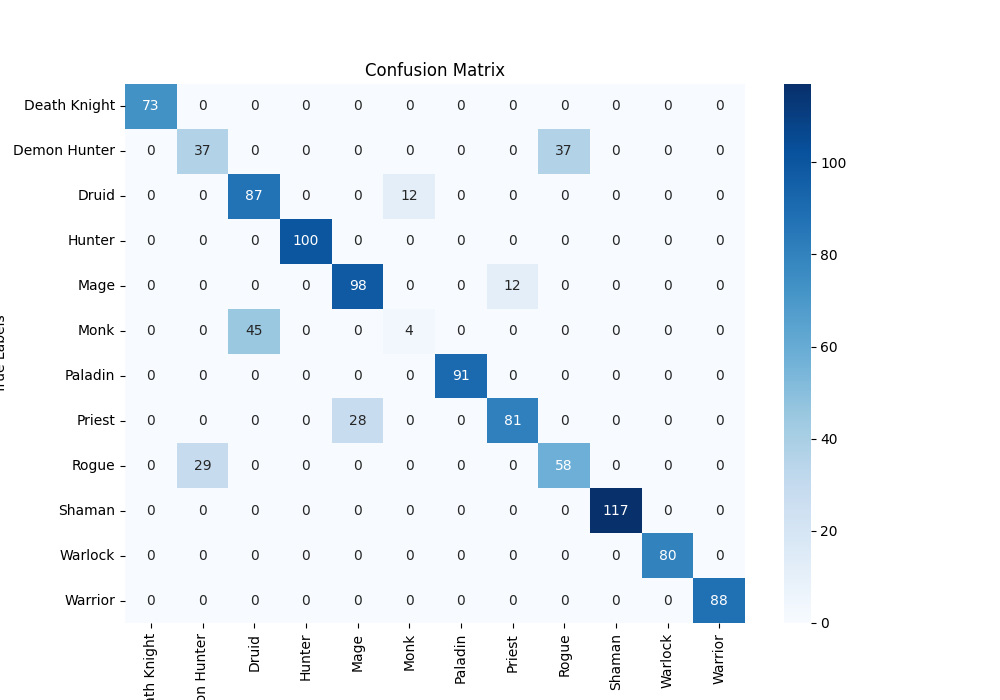 Confusion Matrix
Death Knight 73 0 0 0 0 0 0 0 0 0 0 0
Demon Hunter 0 37 0 0 0 0 0 0 37 0 0 0
Druid 0 0 87 0 0 12 0 0 0 0 0 0
Hunter 0 0 0 100 0 0 0 0 0 0 0 0
Mage 0 0 0 0 98 0 0 12 0 0 0 0
Monk 0 0 45 0 0 4 0 0 0 0 0 0
Paladin 0 0 0 0 0 0 91 0 0 0 0 0
Priest 0 0 0 0 28 0 0 81 0 0 0 0
Rogue 0 29 0 0 0 0 0 0 58 0 0 0
Shaman 0 0 0 0 0 0 0 0 0 117 0 0
Warlock 0 0 0 0 0 0 0 0 0 0 80 0
Warrior 0 0 0 0 0 0 0 0 0 0 0 88
ath Knight
on Hunter
Druid
Hunter
Mage
Monk
Paladin
Priest
Rogue
Shaman
Warlock
Warrior
100
80
60
40
20
0